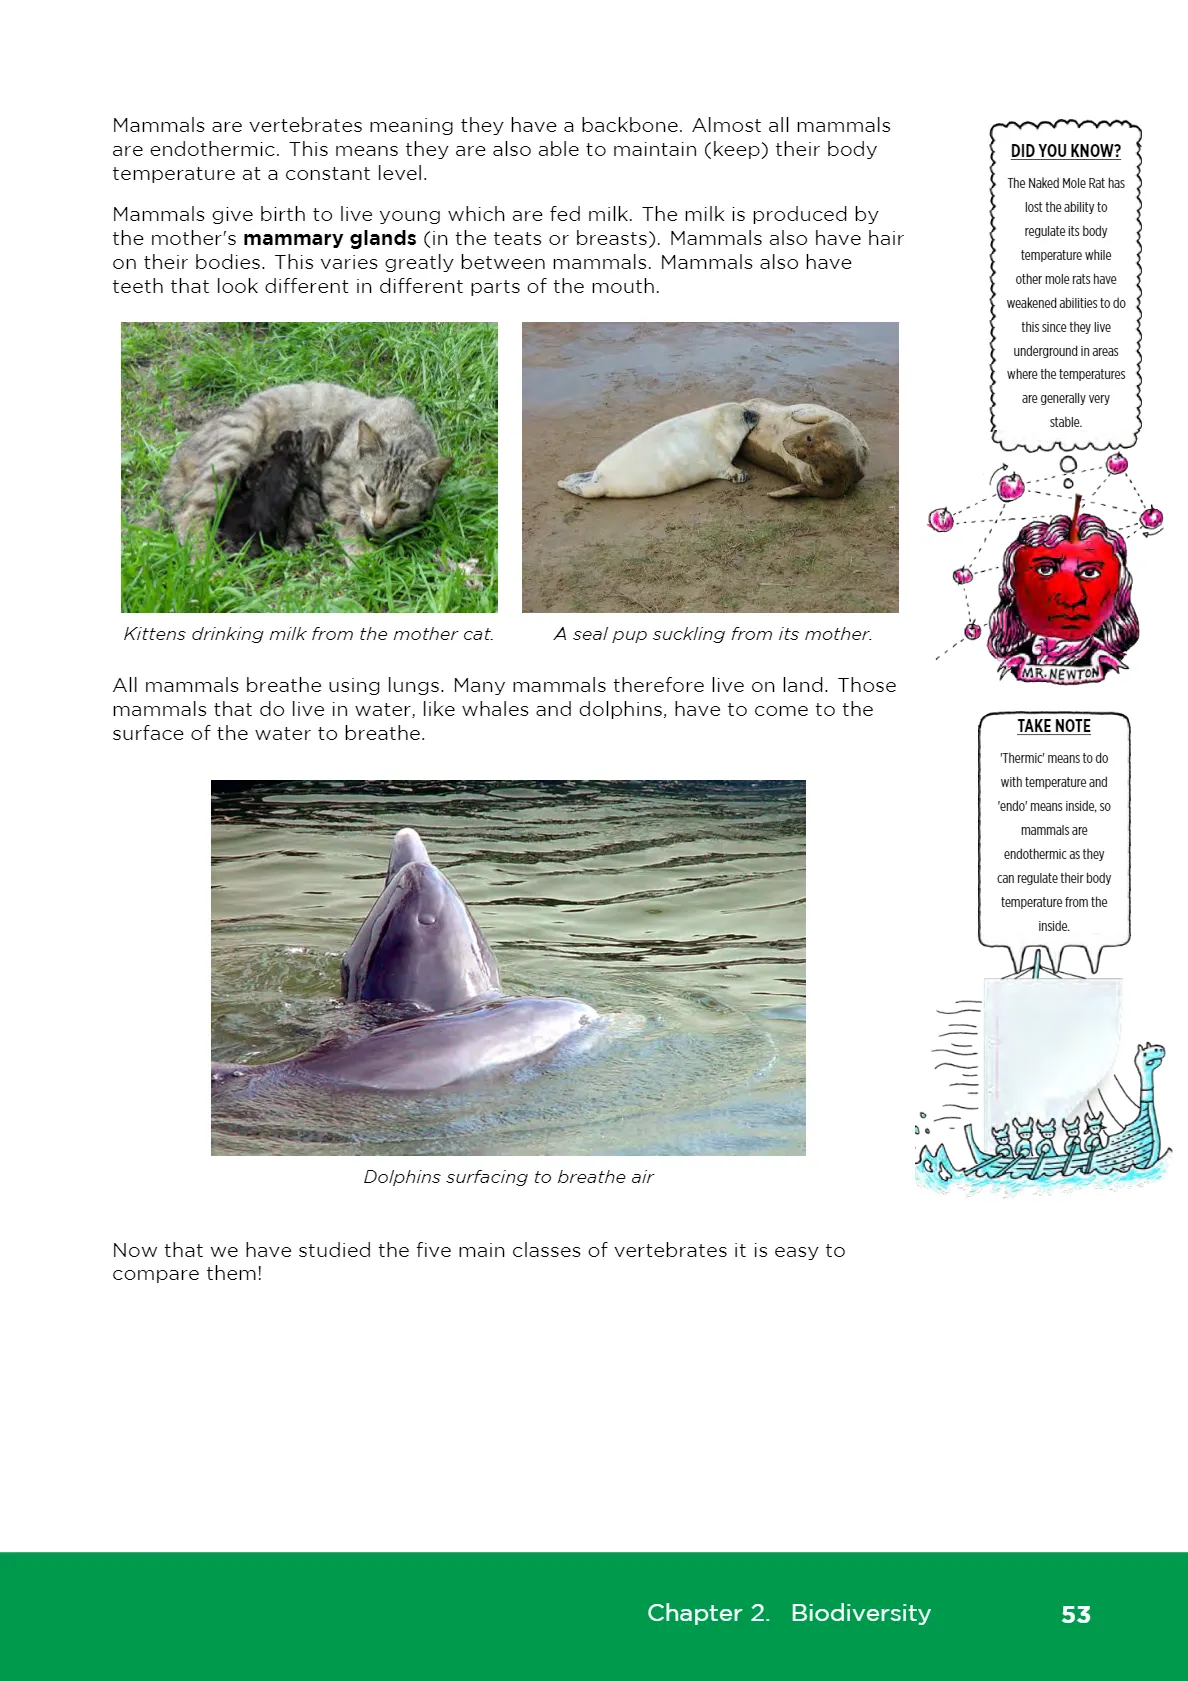 Mammals are vertebrates meaning they have a backbone. Almost all mammals
are endothermic. This means they are also able to maintain (keep) their body
temperature at a constant level.
Mammals give birth to live young which are fed milk. The milk is produced by
the mother's mammary glands (in the teats or breasts). Mammals also have hair
on their bodies. This varies greatly between mammals. Mammals also have
teeth that look different in different parts of the mouth.
Kittens drinking milk from the mother cat.
A seal pup suckling from its mother.
All mammals breathe using lungs. Many mammals therefore live on land. Those
mammals that do live in water, like whales and dolphins, have to come to the
surface of the water to breathe.
Dolphins surfacing to breathe air
Now that we have studied the five main classes of vertebrates it is easy to
compare them!
DID YOU KNOW?
The Naked Mole Rat has
lost the ability to
regulate its body
temperature while
other mole rats have
weakened abilities to do
this since they live
underground in areas
where the temperatures
are generally very
stable.
MR. NEWTON
TAKE NOTE
'Thermic' means to do
with temperature and
'endo' means inside, so
mammals are
endothermic as they
can regulate their body
temperature from the
inside.
Chapter 2. Biodiversity
53